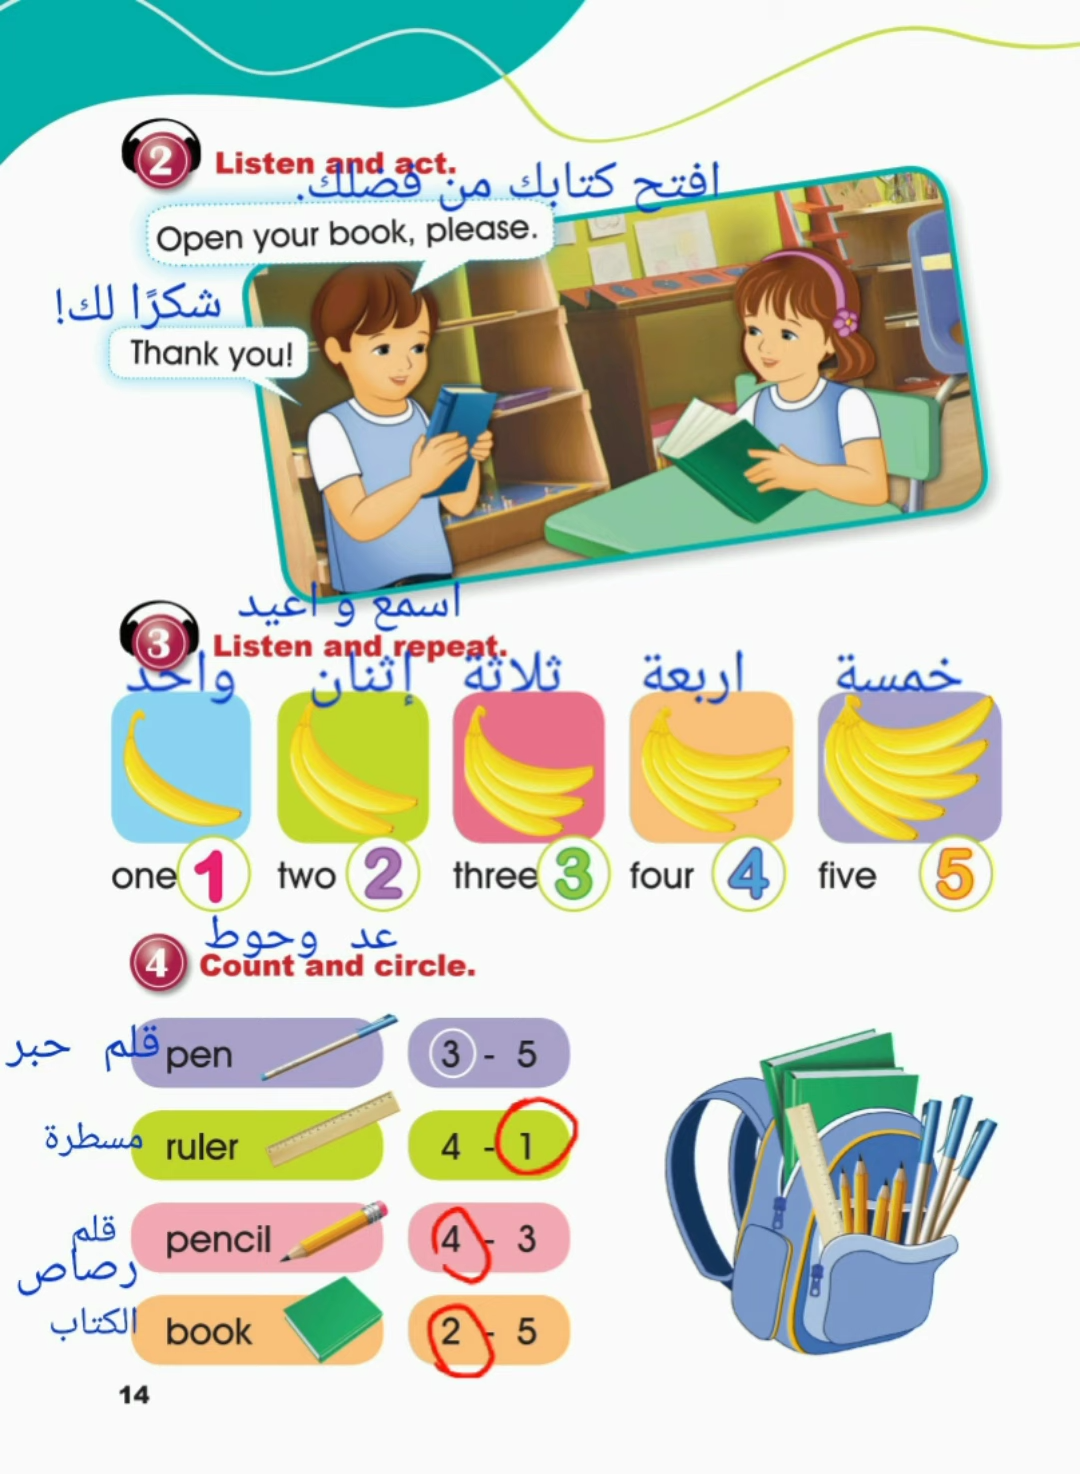 2 Listen and act.
افتح كتابك من فضلك.
Open your book, please.
شكرًا لك!
Thank you!
اسمع و اعيد
3 Listen and repeat.
واحد إثنان ثلاثة اربعة خمسة
one 1 two 2 three 3 four 4 five 5
عد وحوط
4 Count and circle.
قلم حبر pen 3 - 5
مسطرة ruler 4 - 1
قلم رصاص pencil 4 - 3
الكتاب book 2 - 5
14